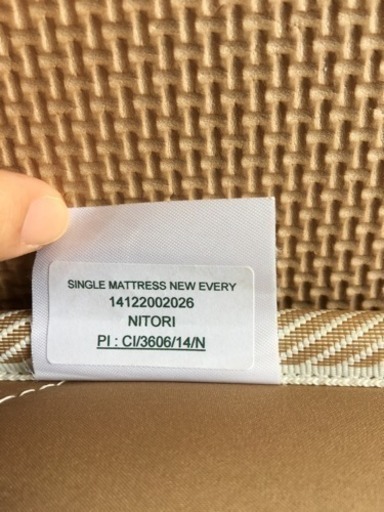 SINGLE MATTRESS NEW EVERY
14122002026
NITORI
PI : CI/3606/14/N